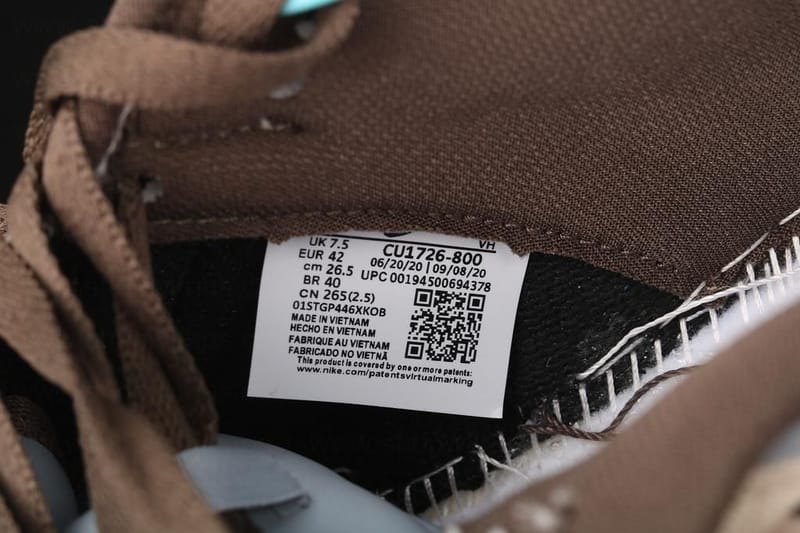 UK 7.5
EUR 42
cm 26.5
BR 40
CN 265(2.5)
01STGP446XKOB
MADE IN VIETNAM
HECHO EN VIETNAM
FABRIQUE AU VIETNAM
FABRICADO NO VIETNÃ
VH
CU1726-800
06/20/20 | 09/08/20
UPC 00194500694378
This product is covered by one or more patents:
www.nike.com/patentsvirtualmarking